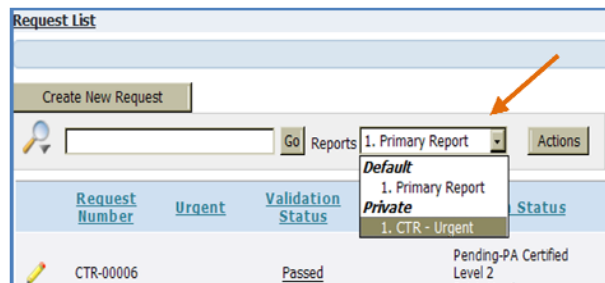 Request List
Create New Request
Go Reports 1. Primary Report Actions
Default
1. Primary Report
Private
1. CTR - Urgent
Request Number Urgent Validation Status Status
CTR-00006 Passed Pending-PA Certified Level 2